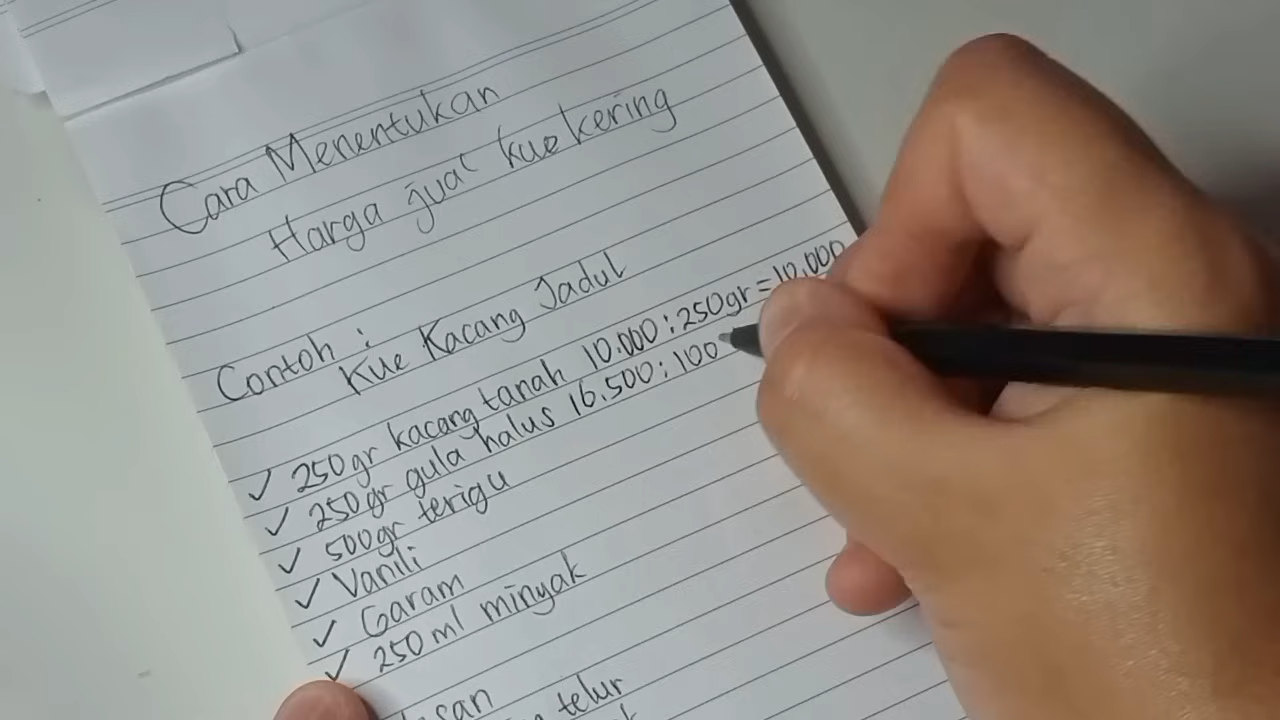 Cara Menentukan
Harga jual kue kering
Contoh :
Kue Kacang Jadul
✓ 250gr kacang tanah 10.000 : 250gr = 10.000
✓ 250gr gula halus 16.500 : 100
✓ 500gr terigu
✓ Vanili
✓ Garam
✓ 250 ml minyak
telur